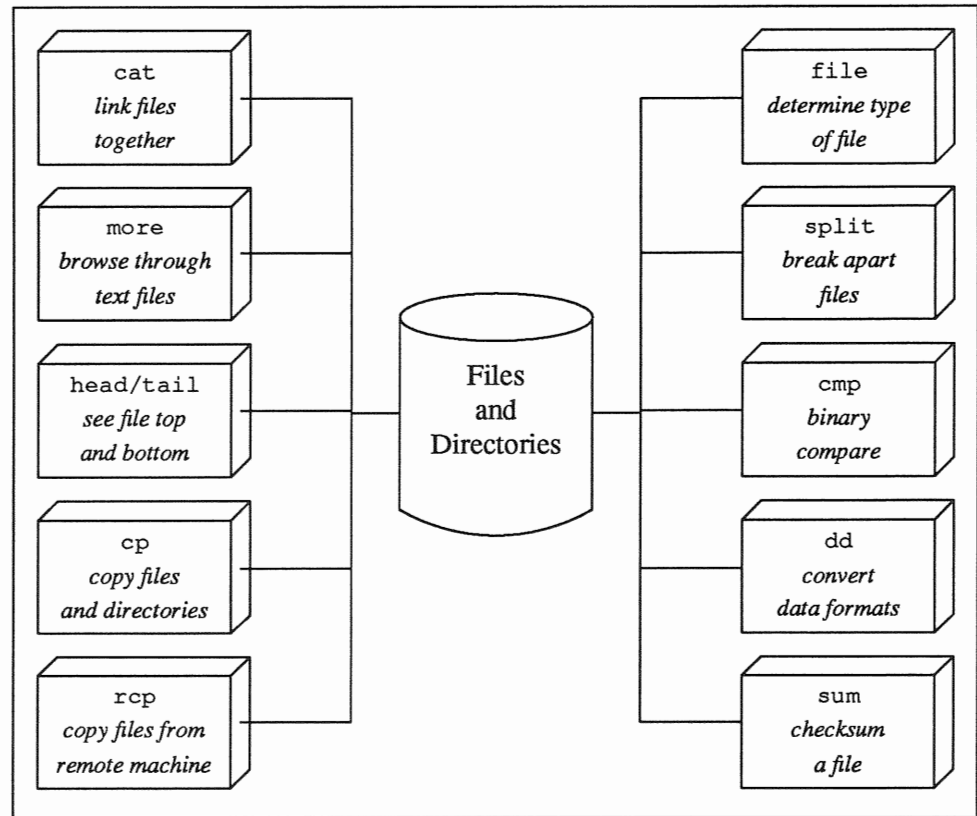 cat
link files
together
more
browse through
text files
head/tail
see file top
and bottom
cp
copy files
and directories
rcp
copy files from
remote machine
Files
and
Directories
file
determine type
of file
split
break apart
files
cmp
binary
compare
dd
convert
data formats
sum
checksum
a file